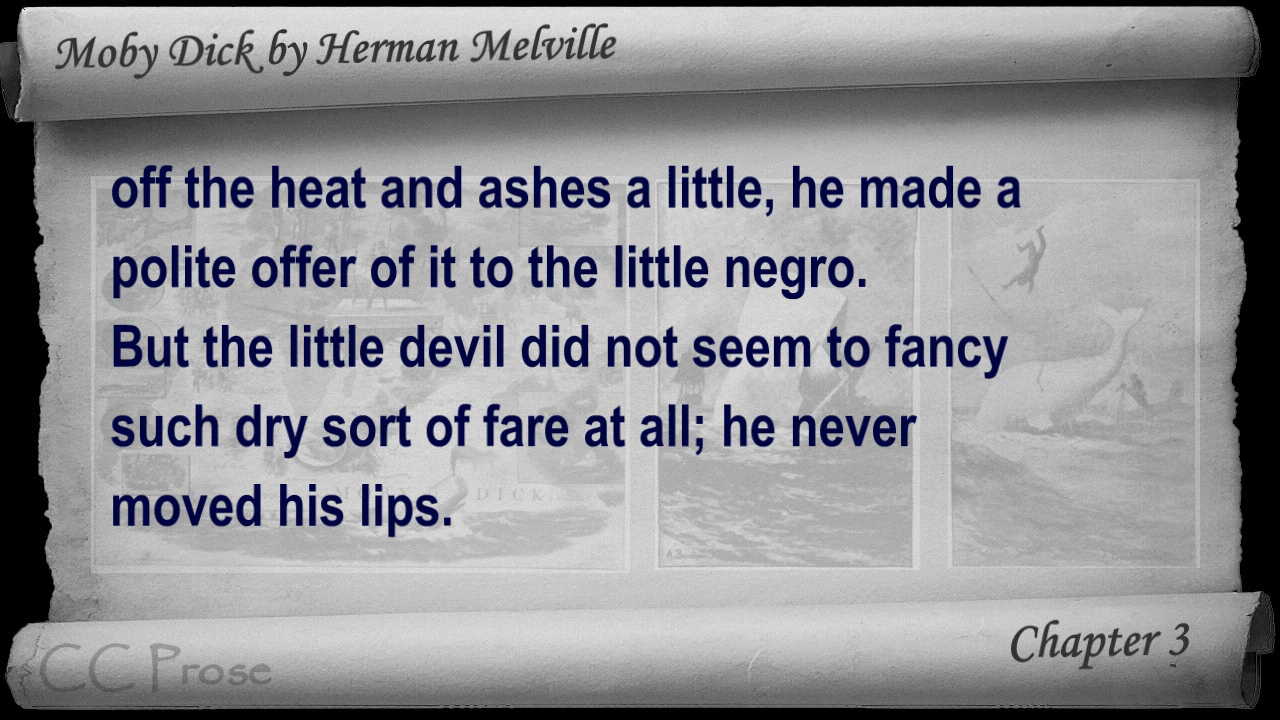 Moby Dick by Herman Melville
off the heat and ashes a little, he made a
polite offer of it to the little negro.
But the little devil did not seem to fancy
such dry sort of fare at all; he never
moved his lips.
MOBY DICK
Chapter 3
CC Prose